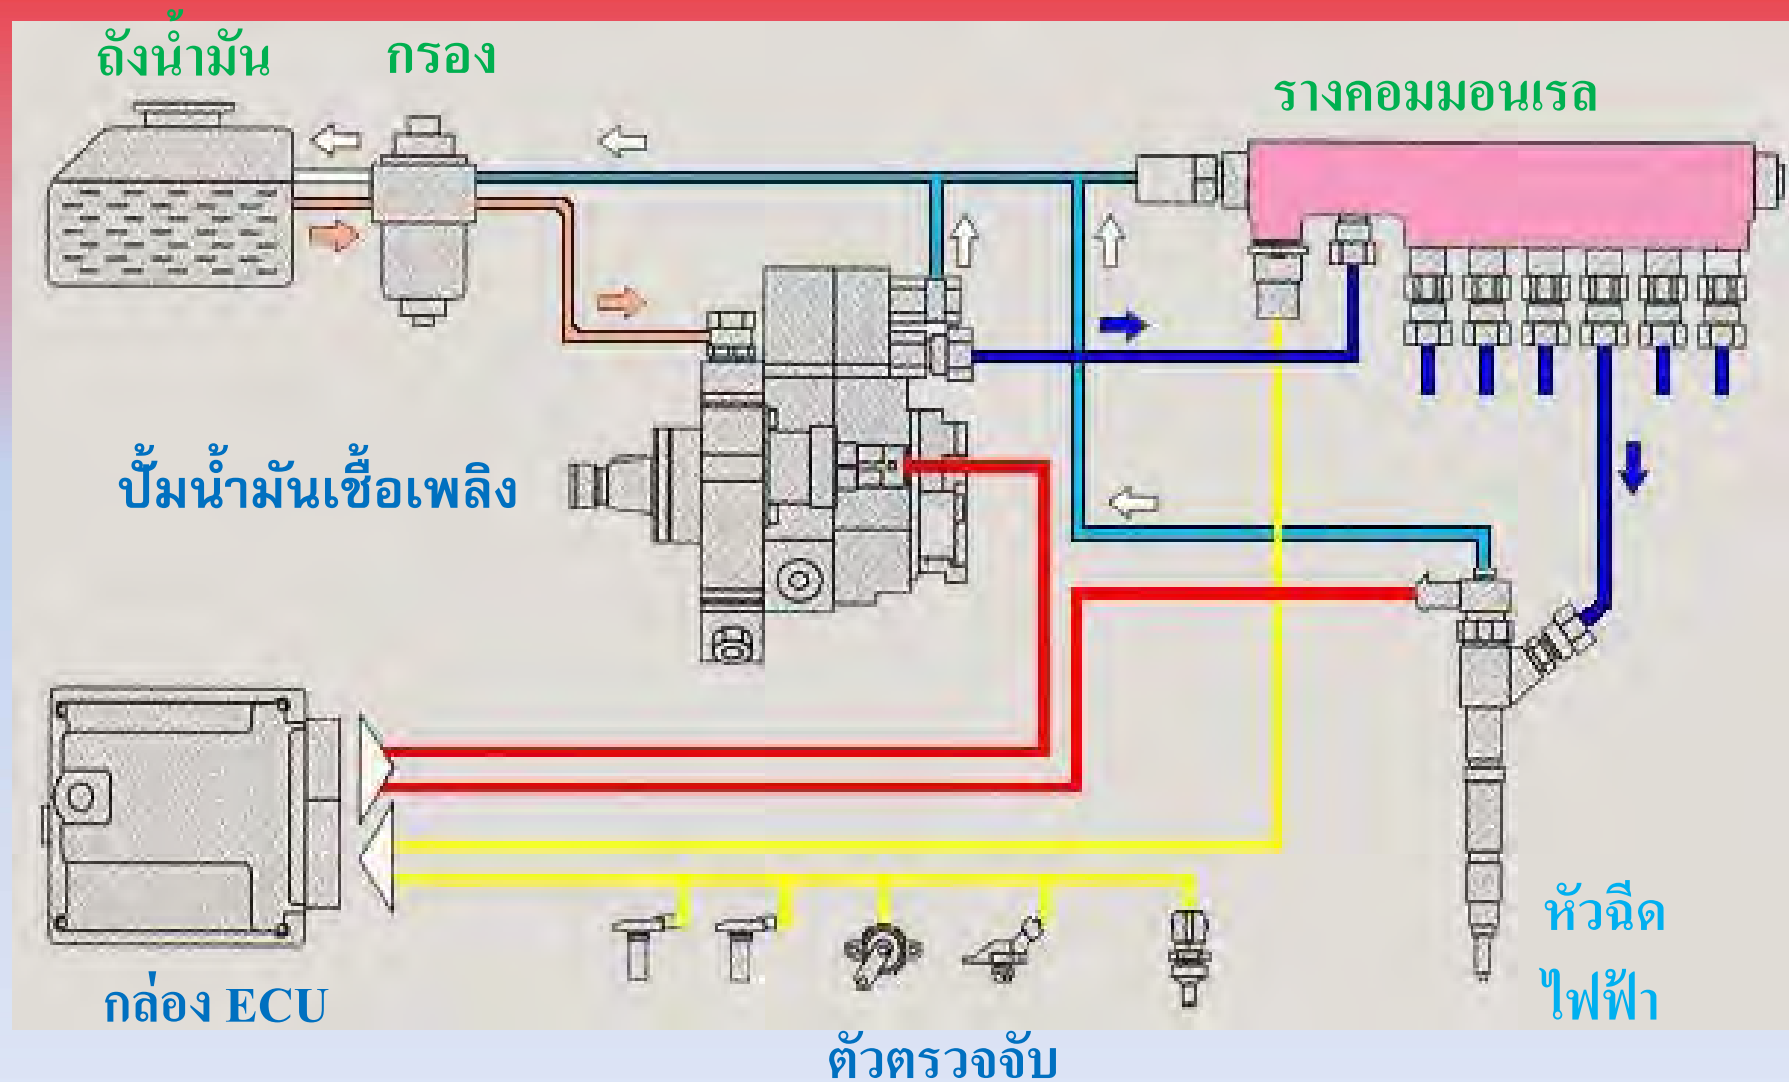 ถังน้ำมัน
กรอง
รางคอมมอนเรล
ปั้มน้ำมันเชื้อเพลิง
หัวฉีด
ไฟฟ้า
กล่อง ECU
ตัวตรวจจับ